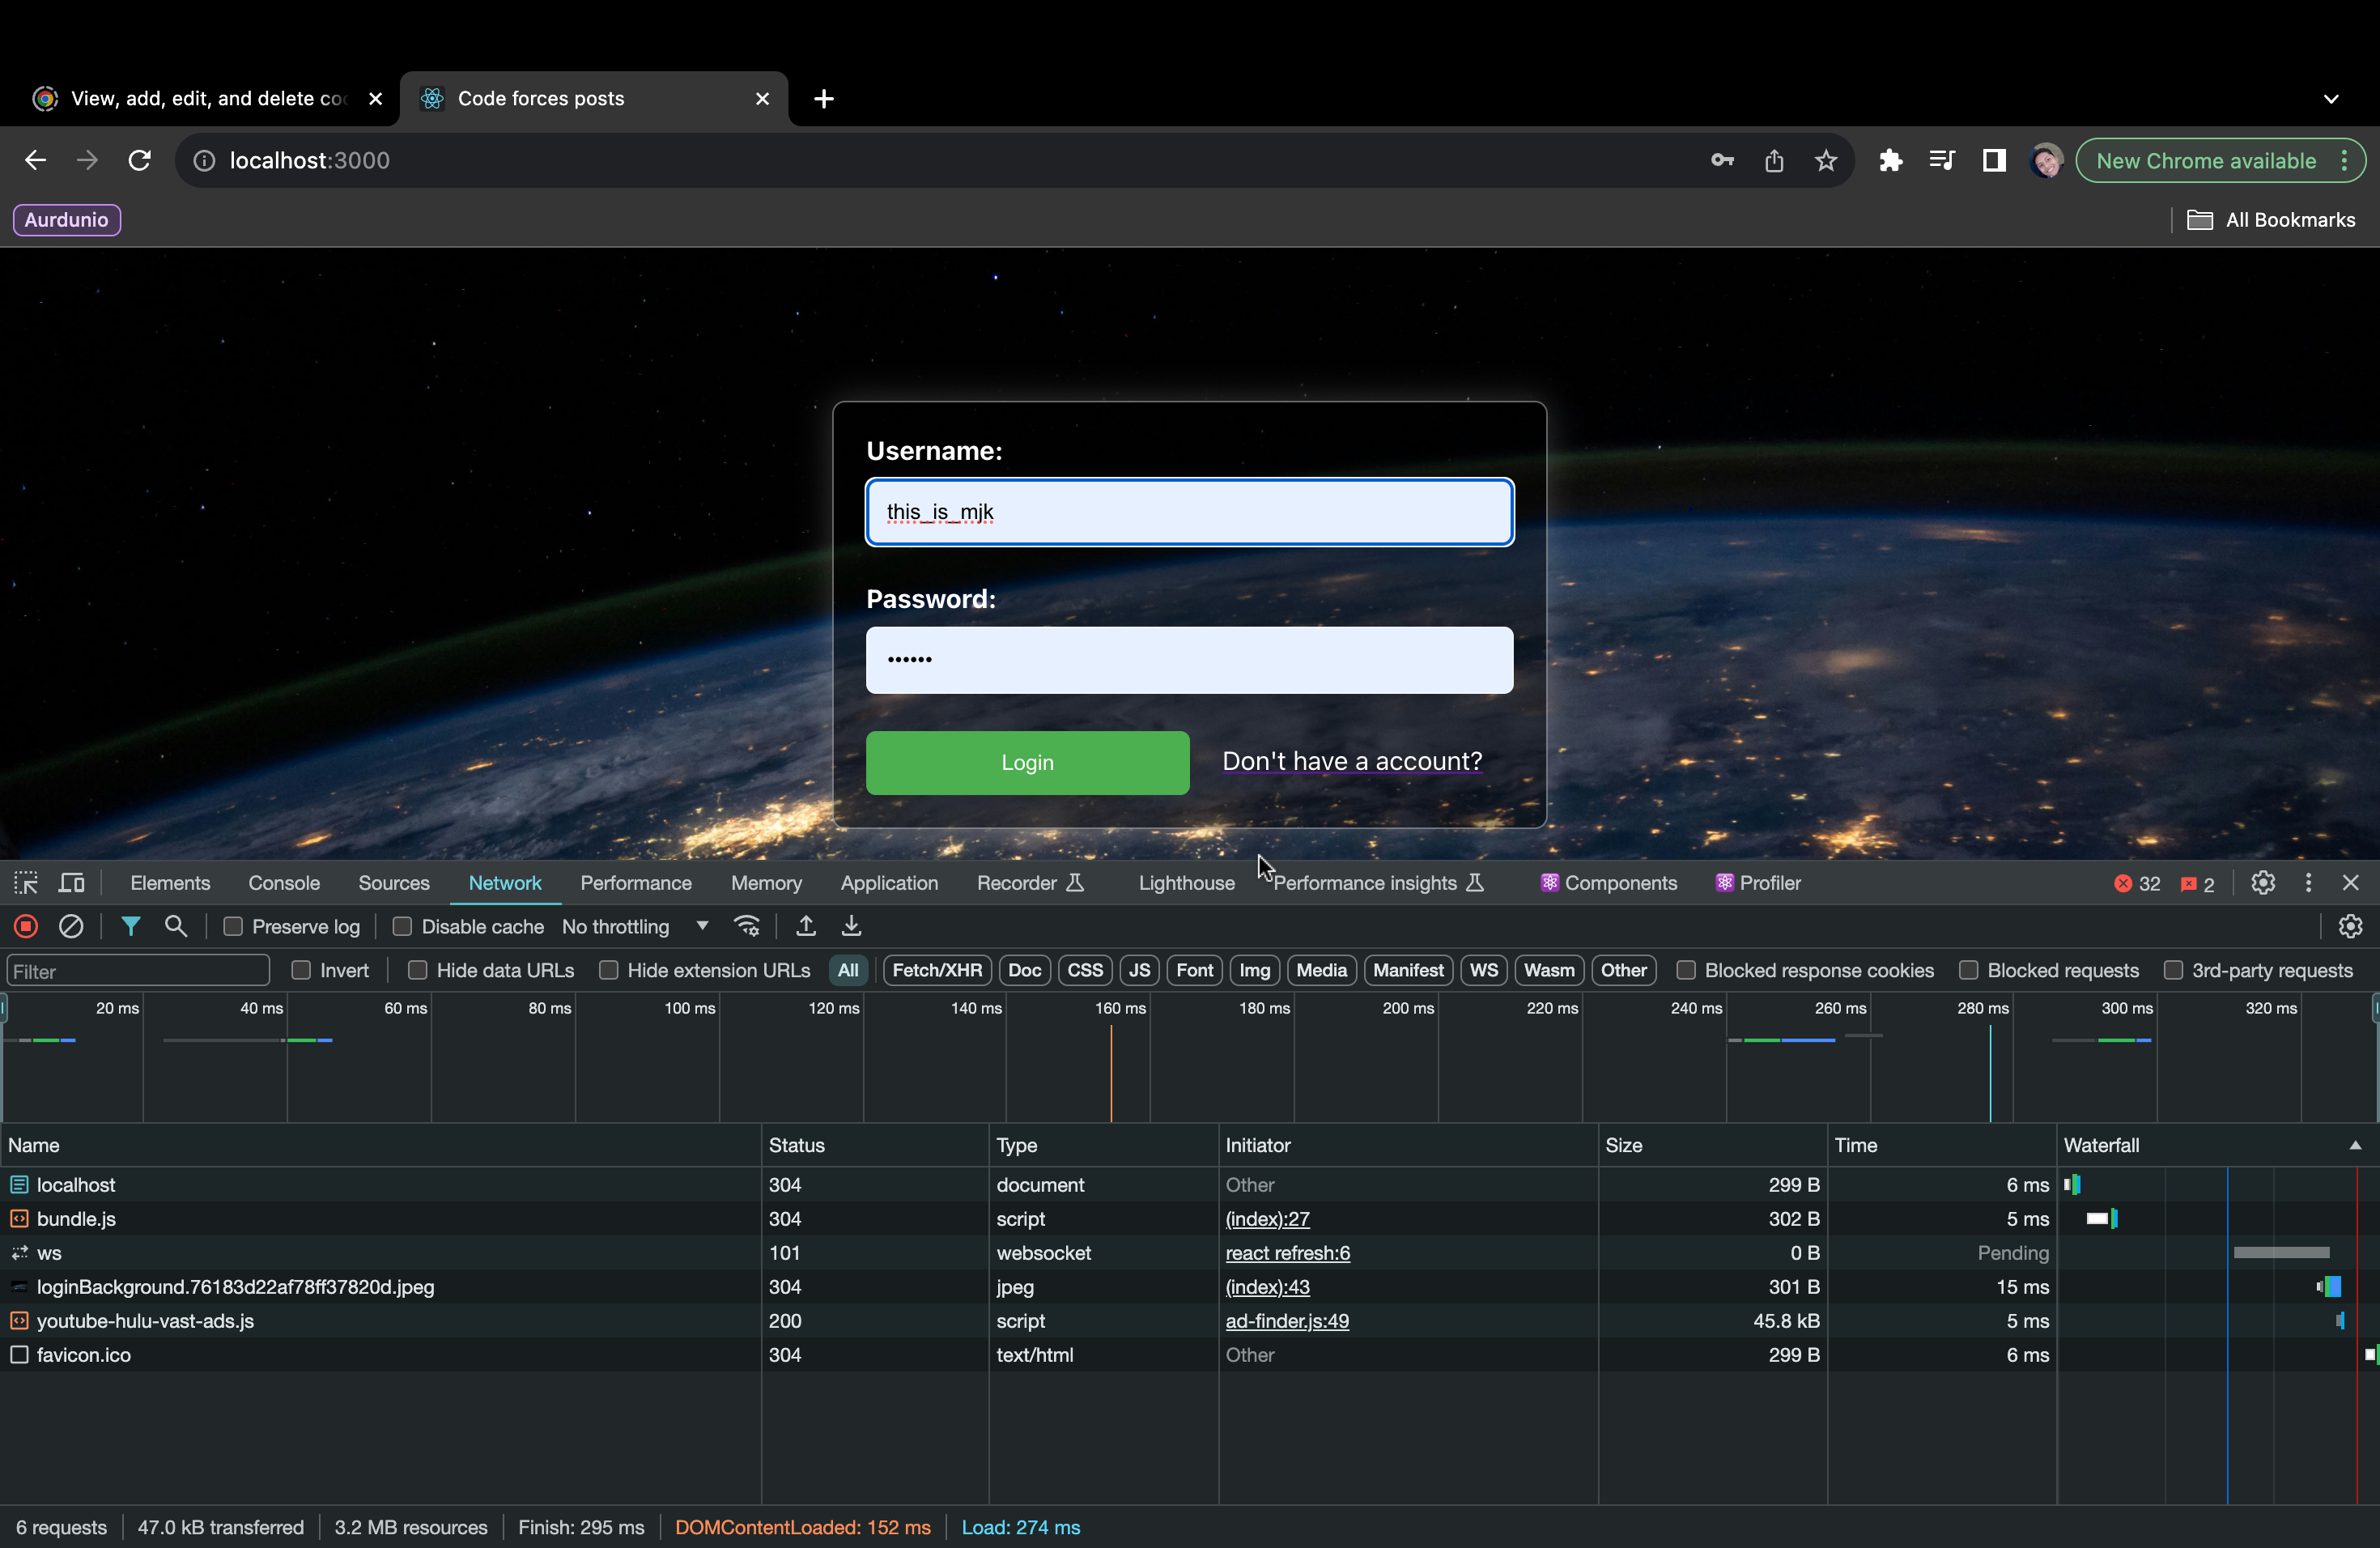 View, add, edit, and delete coo
Code forces posts
localhost:3000
New Chrome available
Aurdunio
All Bookmarks
Username:
this_is_mjk
Password:
••••••
Login
Don't have a account?
Elements Console Sources Network Performance Memory Application Recorder Lighthouse Performance insights Components Profiler 32 2
Preserve log Disable cache No throttling
Filter Invert Hide data URLs Hide extension URLs All Fetch/XHR Doc CSS JS Font Img Media Manifest WS Wasm Other Blocked response cookies Blocked requests 3rd-party requests
20 ms 40 ms 60 ms 80 ms 100 ms 120 ms 140 ms 160 ms 180 ms 200 ms 220 ms 240 ms 260 ms 280 ms 300 ms 320 ms
Name Status Type Initiator Size Time Waterfall
localhost 304 document Other 299 B 6 ms
bundle.js 304 script (index):27 302 B 5 ms
ws 101 websocket react refresh:6 0 B Pending
loginBackground.76183d22af78ff37820d.jpeg 304 jpeg (index):43 301 B 15 ms
youtube-hulu-vast-ads.js 200 script ad-finder.js:49 45.8 kB 5 ms
favicon.ico 304 text/html Other 299 B 6 ms
6 requests 47.0 kB transferred 3.2 MB resources Finish: 295 ms DOMContentLoaded: 152 ms Load: 274 ms